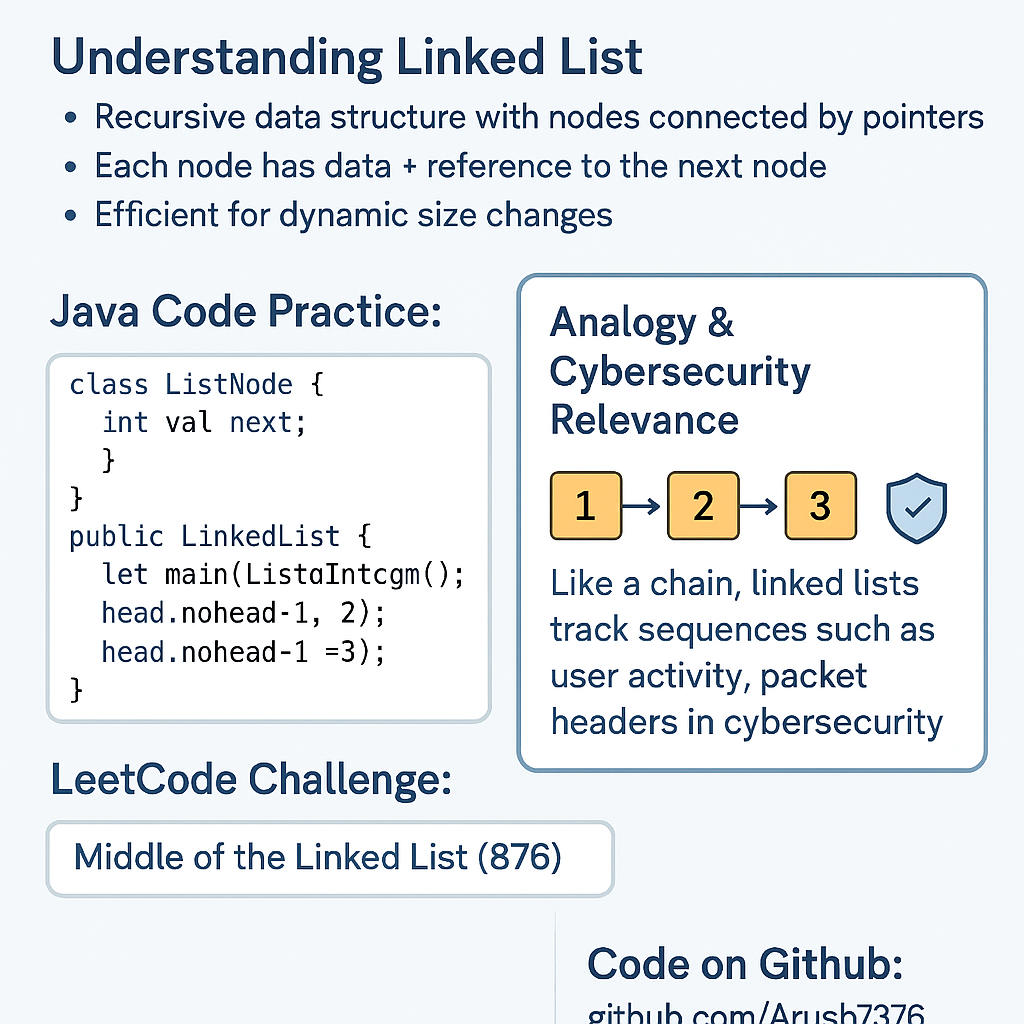 Understanding Linked List
• Recursive data structure with nodes connected by pointers
• Each node has data + reference to the next node
• Efficient for dynamic size changes
Java Code Practice:
class ListNode {
  int val next;
  }
}
public LinkedList {
  let main(ListɑIntcgm();
  head.nohead-1, 2);
  head.nohead-1 =3);
}
Analogy &
Cybersecurity
Relevance
1 → 2 → 3
Like a chain, linked lists
track sequences such as
user activity, packet
headers in cybersecurity
LeetCode Challenge:
Middle of the Linked List (876)
Code on Github:
github.com/Arush7376